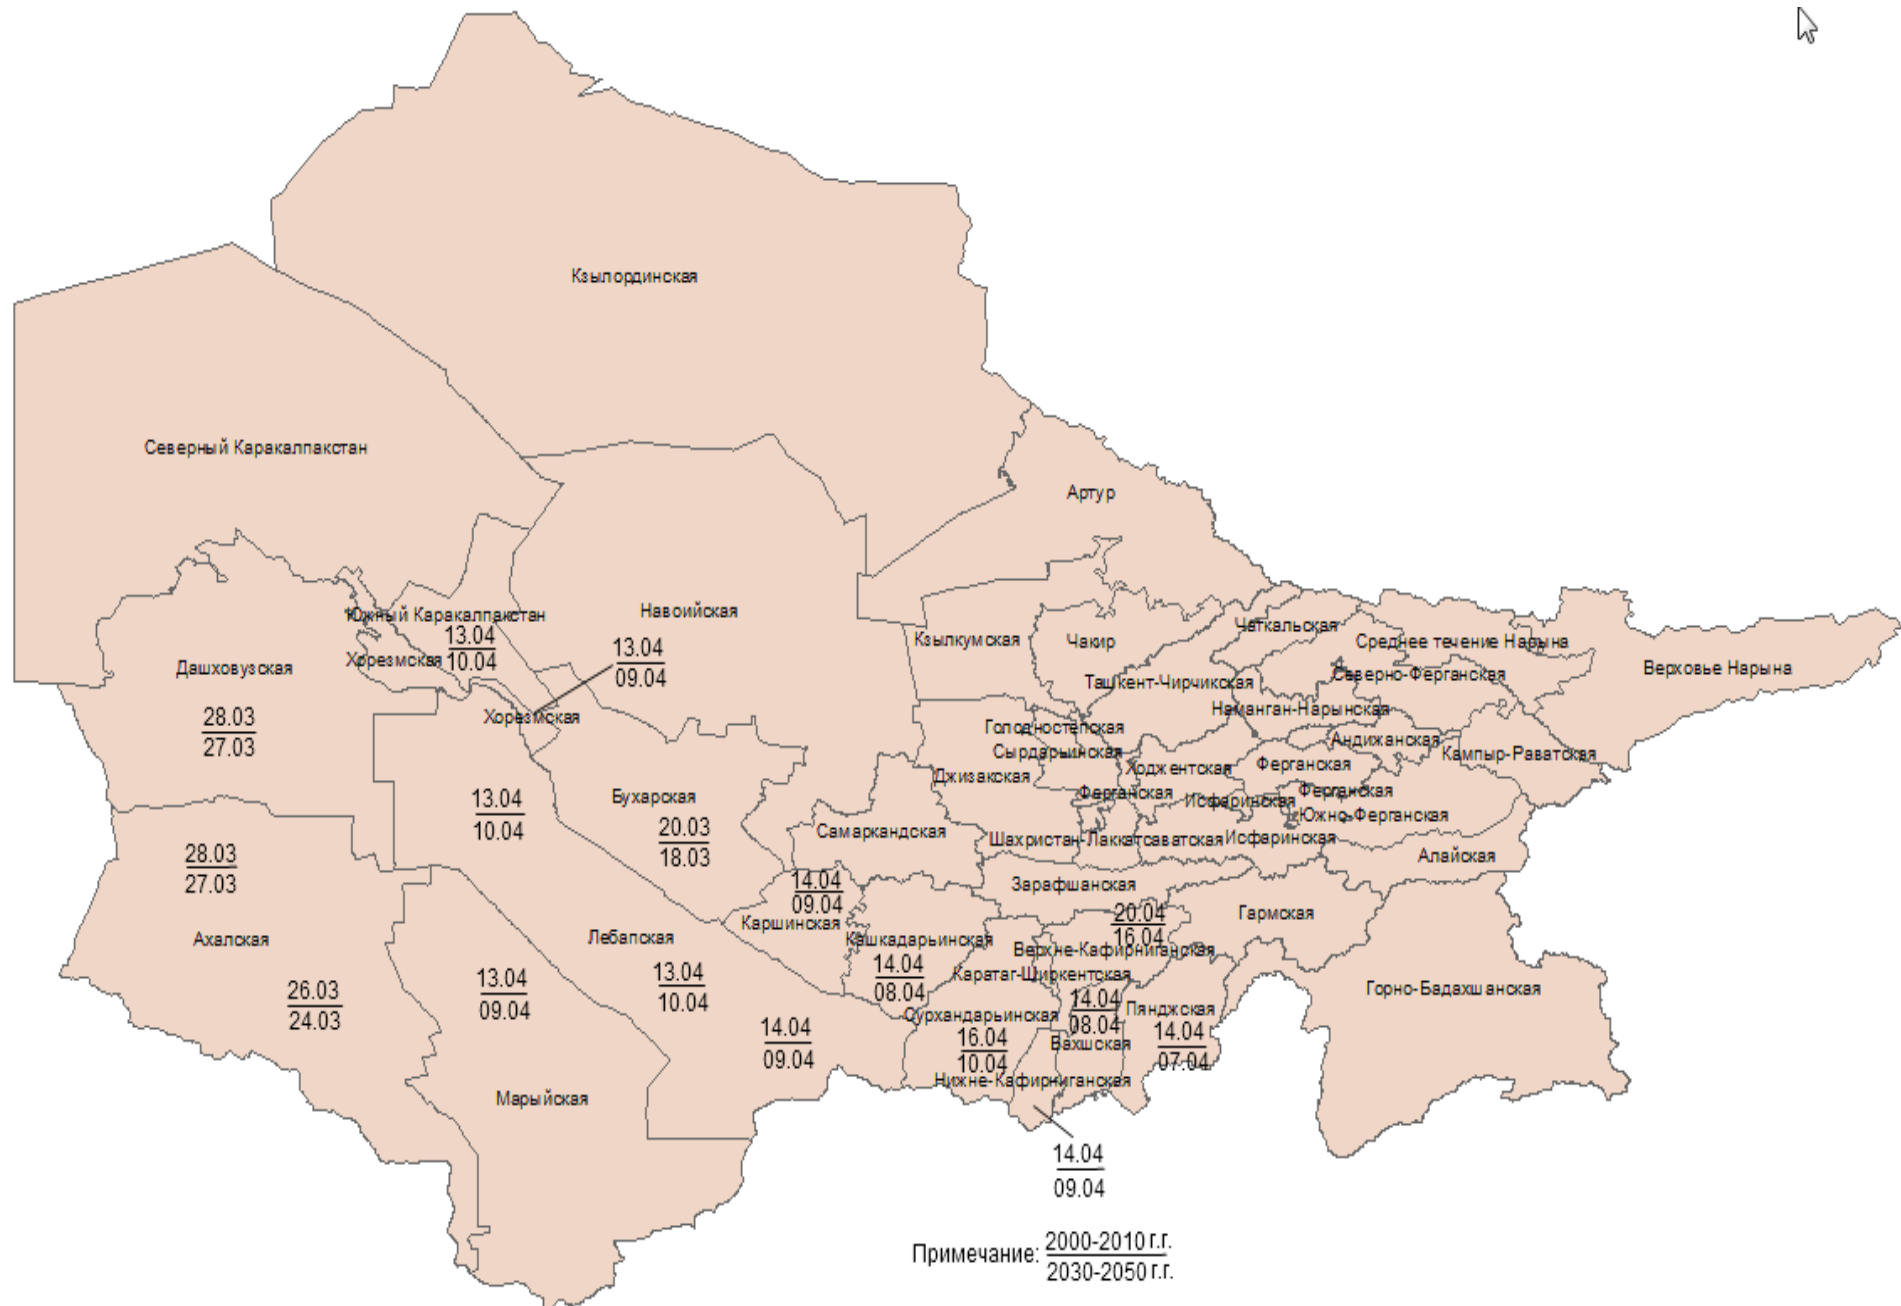 Кзылординская
Северный Каракалпакстан
Артур
Южный Каракалпакстан
13.04
10.04
Навоийская
Кзылкумская
Чакир
Чаткальская
Среднее течение Нарына
Верховье Нарына
Хорезмская
13.04
09.04
Дашховузская
28.03
27.03
Ташкент-Чирчикская
Северно-Ферганская
Хорезмская
Наманган-Нарынская
Голодностепская
Андижанская
Сырдарьинская
Кампыр-Раватская
Джизакская
Ходжентская
Ферганская
Ферганская
Ферганская
Исфаринская
Южно-Ферганская
13.04
10.04
Бухарская
20.03
18.03
Самаркандская
Шахристан-Лаккатсаватская
Исфаринская
Алайская
28.03
27.03
14.04
09.04
Каршинская
Зарафшанская
20.04
16.04
Гармская
Ахалская
26.03
24.03
Лебапская
13.04
10.04
13.04
09.04
Кашкадарьинская
14.04
08.04
Верхне-Кафирниганская
Каратаг-Ширкентская
Горно-Бадахшанская
14.04
08.04
Пянджская
14.04
07.04
Сурхандарьинская
16.04
10.04
Вахшская
14.04
09.04
Нижне-Кафирниганская
Марыйская
14.04
09.04
Примечание: 2000-2010 г.г.
2030-2050 г.г.